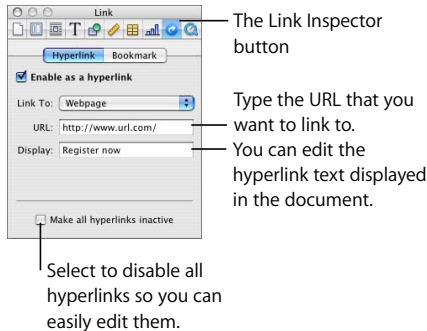 Link
The Link Inspector
button
Hyperlink
Bookmark
Enable as a hyperlink
Link To: Webpage
URL: http://www.url.com/
Display: Register now
Type the URL that you
want to link to.
You can edit the
hyperlink text displayed
in the document.
Make all hyperlinks inactive
Select to disable all
hyperlinks so you can
easily edit them.